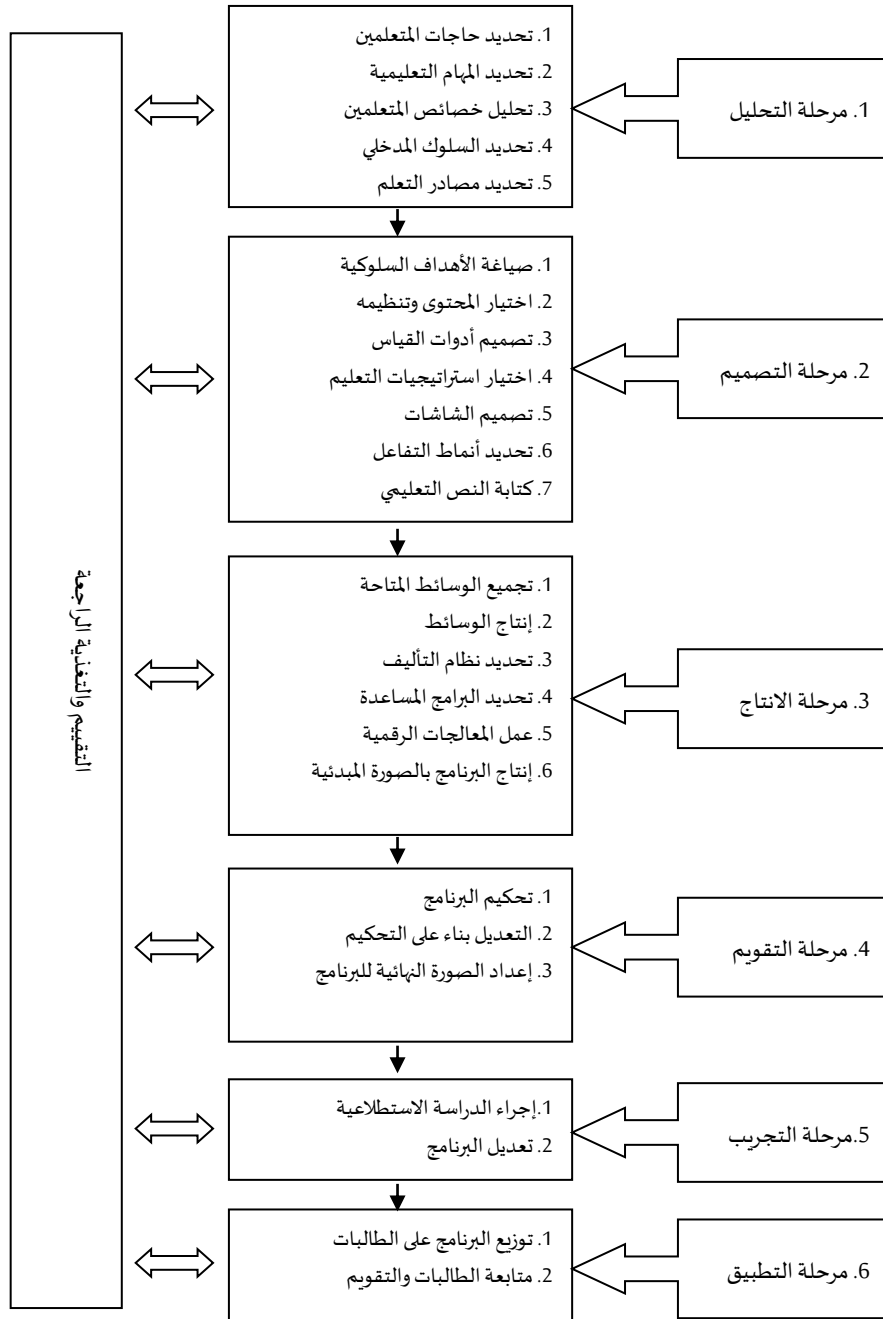 1. مرحلة التحليل
1. تحديد حاجات المتعلمين
2. تحديد المهام التعليمية
3. تحليل خصائص المتعلمين
4. تحديد السلوك المدخلي
5. تحديد مصادر التعلم
2. مرحلة التصميم
1. صياغة الأهداف السلوكية
2. اختيار المحتوى وتنظيمه
3. تصميم أدوات القياس
4. اختيار استراتيجيات التعليم
5. تصميم الشاشات
6. تحديد أنماط التفاعل
7. كتابة النص التعليمي
3. مرحلة الانتاج
1. تجميع الوسائط المتاحة
2. إنتاج الوسائط
3. تحديد نظام التأليف
4. تحديد البرامج المساعدة
5. عمل المعالجات الرقمية
6. إنتاج البرنامج بالصورة المبدئية
4. مرحلة التقويم
1. تحكيم البرنامج
2. التعديل بناء على التحكيم
3. إعداد الصورة النهائية للبرنامج
5.مرحلة التجريب
1.إجراء الدراسة الاستطلاعية
2. تعديل البرنامج
6. مرحلة التطبيق
1. توزيع البرنامج على الطالبات
2. متابعة الطالبات والتقويم
التقييم والتغذية الراجعة